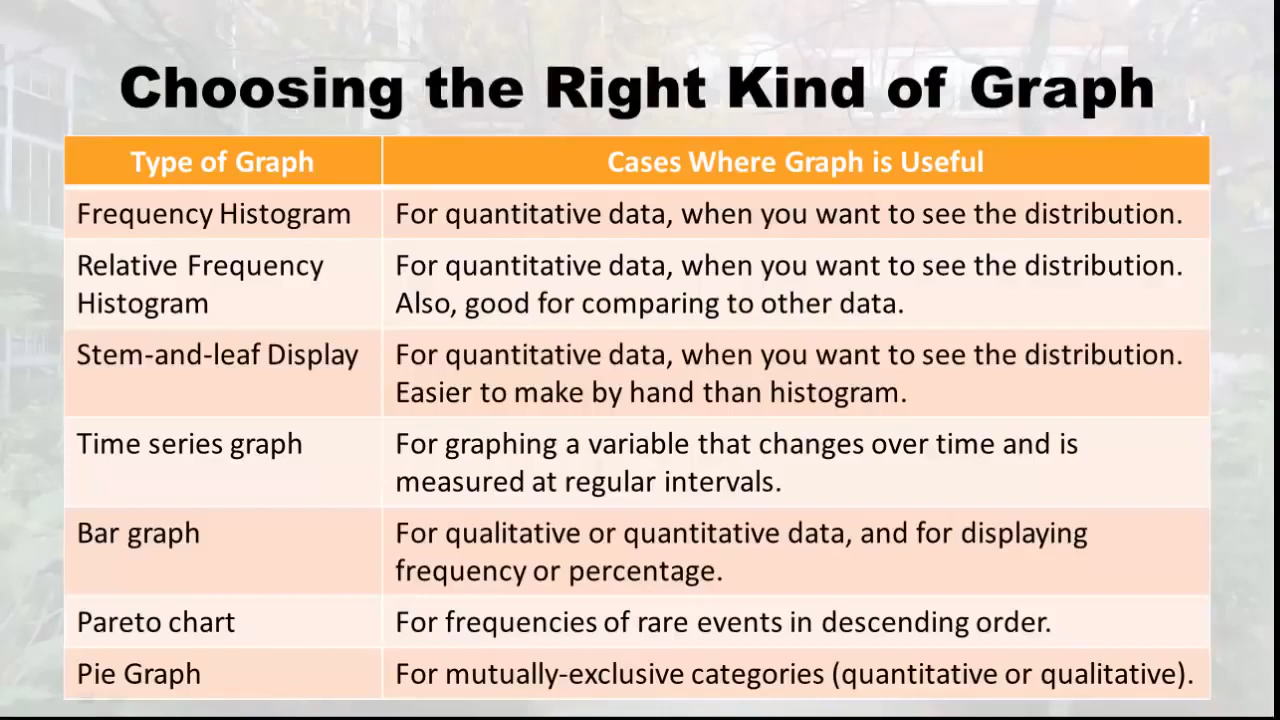 Choosing the Right Kind of Graph
Type of Graph
Cases Where Graph is Useful
Frequency Histogram
For quantitative data, when you want to see the distribution.
Relative Frequency
Histogram
For quantitative data, when you want to see the distribution.
Also, good for comparing to other data.
Stem-and-leaf Display
For quantitative data, when you want to see the distribution.
Easier to make by hand than histogram.
Time series graph
For graphing a variable that changes over time and is
measured at regular intervals.
Bar graph
For qualitative or quantitative data, and for displaying
frequency or percentage.
Pareto chart
For frequencies of rare events in descending order.
Pie Graph
For mutually-exclusive categories (quantitative or qualitative).